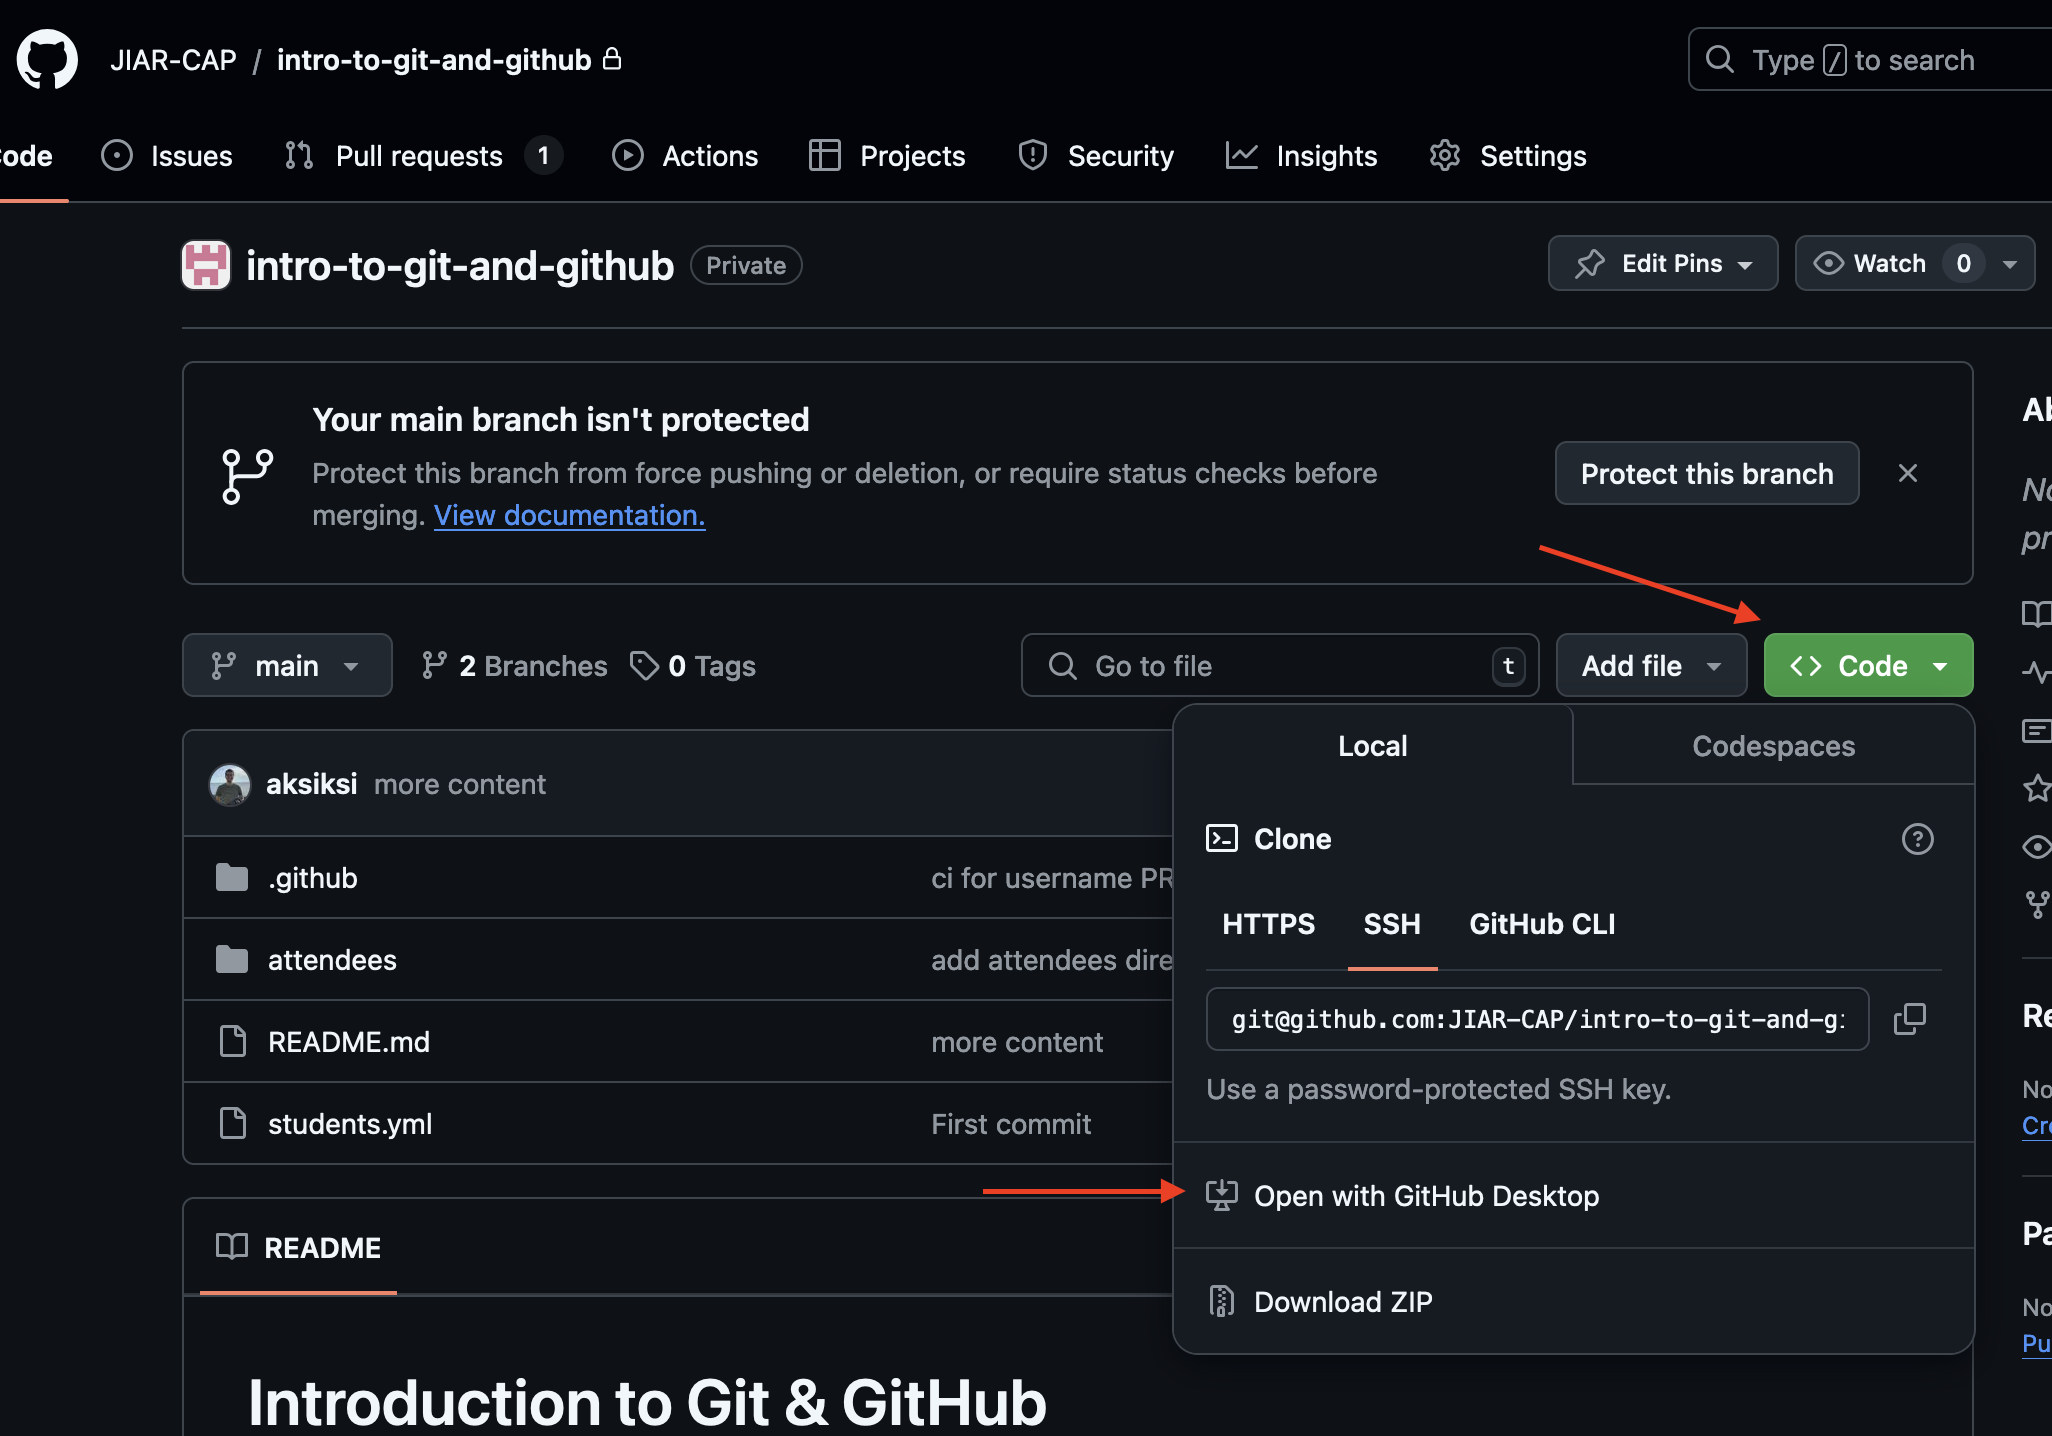 JIAR-CAP / intro-to-git-and-github
Type / to search
ode
Issues
Pull requests 1
Actions
Projects
Security
Insights
Settings
intro-to-git-and-github Private
Edit Pins
Watch 0
Your main branch isn't protected
Protect this branch from force pushing or deletion, or require status checks before
merging. View documentation.
Protect this branch
main
2 Branches
0 Tags
Go to file t
Add file
<> Code
Local
Codespaces
aksiksi more content
.github
ci for username PR
attendees
add attendees dire
README.md
more content
students.yml
First commit
Clone
HTTPS SSH GitHub CLI
git@github.com:JIAR-CAP/intro-to-git-and-gi
Use a password-protected SSH key.
Open with GitHub Desktop
Download ZIP
README
Introduction to Git & GitHub
Ab
No
pr
Re
No
Cre
Pa
No
Pu